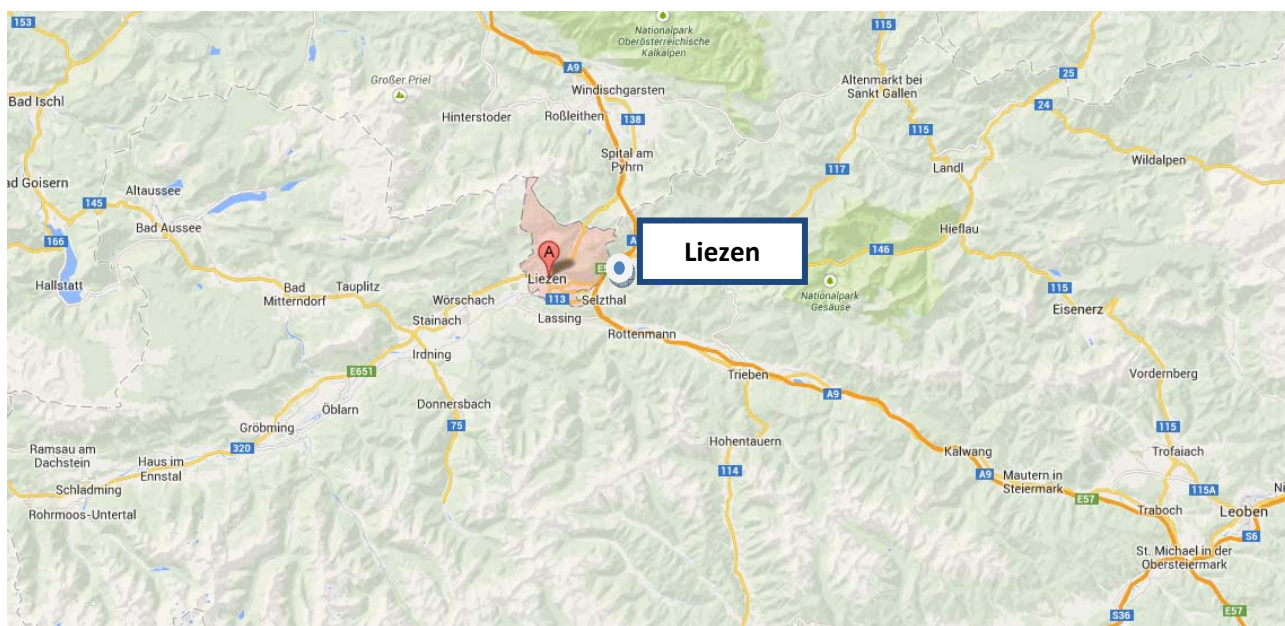 153
Nationalpark
Oberösterreichische
Kalkalpen
115
A9
Großer Priel
Windischgarsten
Altenmarkt bei
Sankt Gallen
25
Bad Ischl
Hinterstoder
Roßleithen
138
24
115
Spital am
Pyhrn
117
Landl
Wildalpen
Goisern
Altaussee
145
Bad Aussee
166
Hieflau
146
A
Liezen
Liezen
Hallstatt
Bad
Mitterndorf
Tauplitz
Wörschach
113
Selzthal
Nationalpark
Gesäuse
115
Eisenerz
Stainach
Lassing
Rottenmann
Irdning
E651
Trieben
Vordernberg
A9
Öblarn
Donnersbach
75
Gröbming
115
320
Hohentauern
Ramsau am
Dachstein
Haus im
Ennstal
114
Kalwang
Trofaiach
A9
Mautern in
Steiermark
Schladming
115A
E57
Rohrmoos-Untertal
Traboch
Leoben
S6
St. Michael in der
Obersteiermark
S36
E57